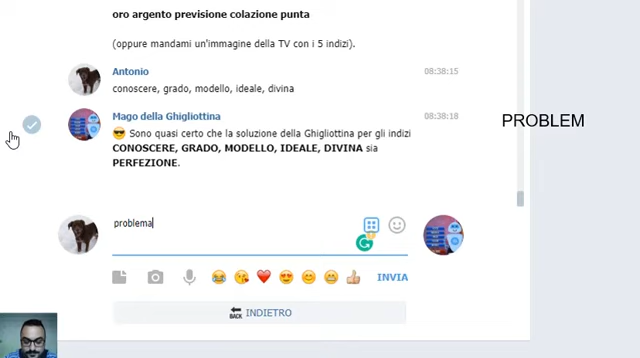 oro argento previsione colazione punta
(oppure mandami un'immagine della TV con i 5 indizi).
Antonio 08:38:15
conoscere, grado, modello, ideale, divina
Mago della Ghigliottina 08:38:18
PROBLEM
Sono quasi certo che la soluzione della Ghigliottina per gli indizi
CONOSCERE, GRADO, MODELLO, IDEALE, DIVINA sia
PERFEZIONE.
problema
INVIA
BACK INDIETRO